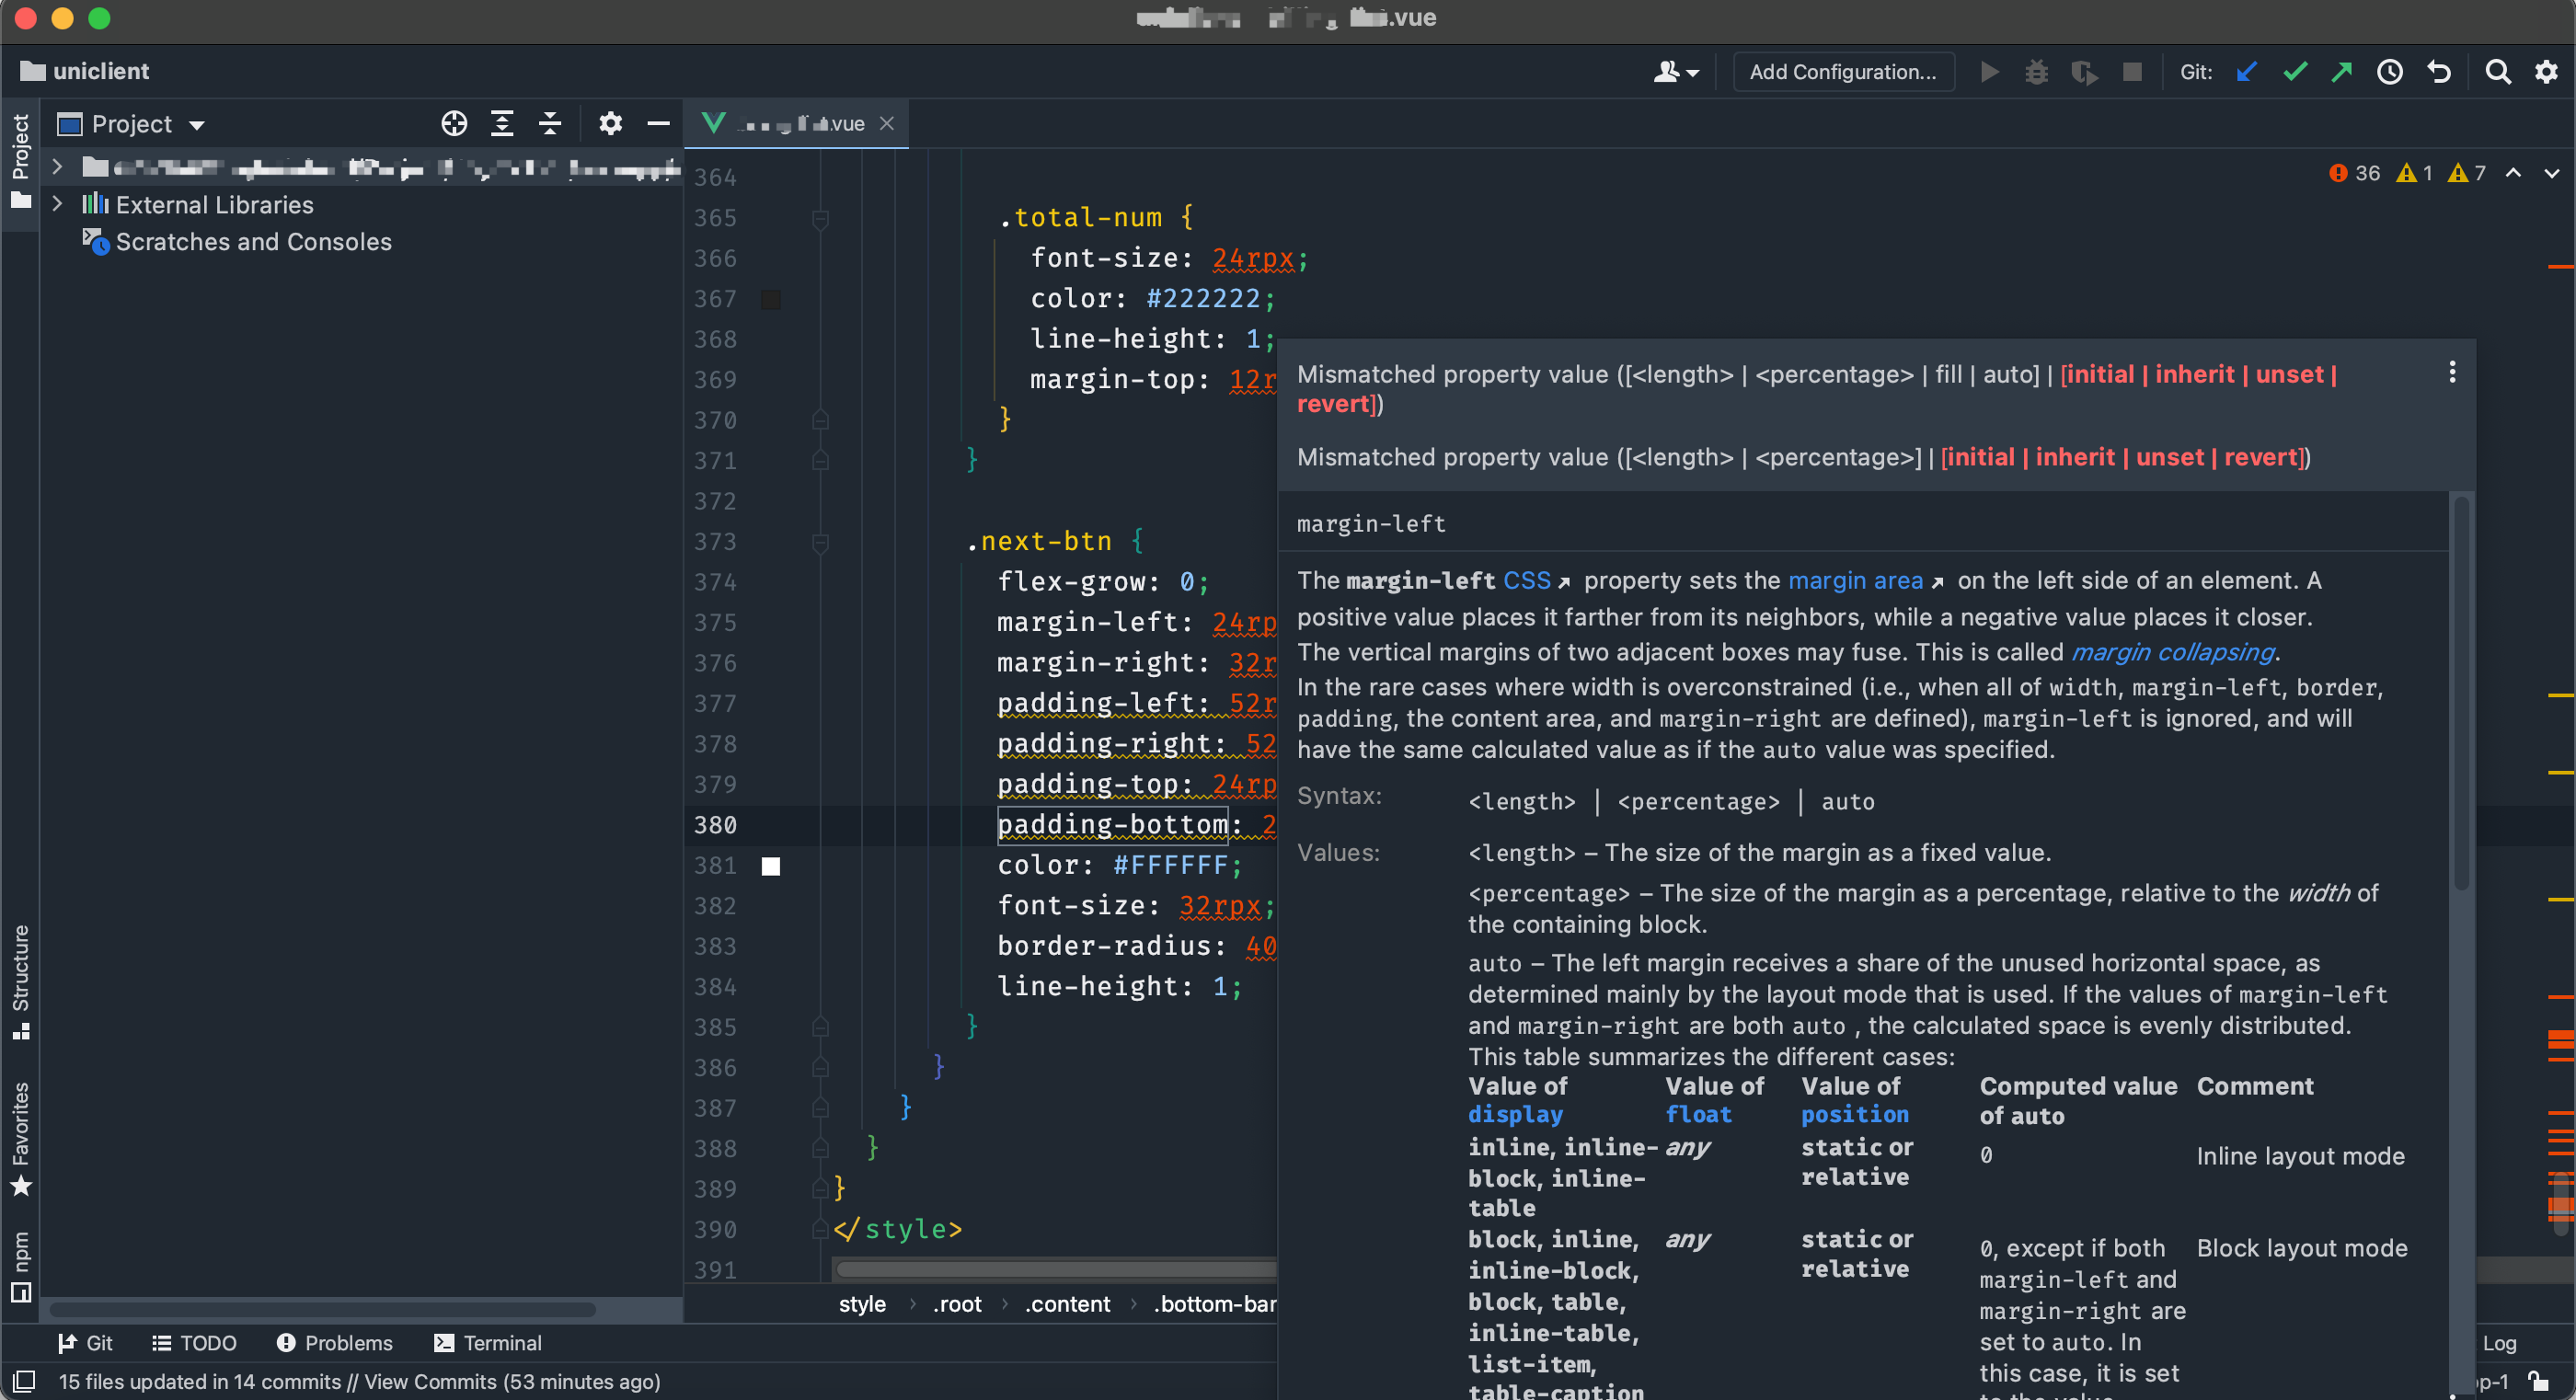 .vue
uniclient
Add Configuration...
Git:
Project
Project
.vue
External Libraries
Scratches and Consoles
36
1
7
364
365 .total-num {
366 font-size: 24rpx;
367 color: #222222;
368 line-height: 1;
369 margin-top: 12r
370 }
371 }
372
373 .next-btn {
374 flex-grow: 0;
375 margin-left: 24rp
376 margin-right: 32r
377 padding-left: 52r
378 padding-right: 52
379 padding-top: 24rp
380 padding-bottom: 2
381 color: #FFFFFF;
382 font-size: 32rpx;
383 border-radius: 40
384 line-height: 1;
385 }
386 }
387 }
388 }
389 }
390 </style>
391
Mismatched property value ([<length> | <percentage> | fill | auto] | [initial | inherit | unset |
revert])
Mismatched property value ([<length> | <percentage>] | [initial | inherit | unset | revert])
margin-left
The margin-left CSS property sets the margin area on the left side of an element. A
positive value places it farther from its neighbors, while a negative value places it closer.
The vertical margins of two adjacent boxes may fuse. This is called margin collapsing.
In the rare cases where width is overconstrained (i.e., when all of width, margin-left, border,
padding, the content area, and margin-right are defined), margin-left is ignored, and will
have the same calculated value as if the auto value was specified.
Syntax: <length> | <percentage> | auto
Values: <length> – The size of the margin as a fixed value.
<percentage> – The size of the margin as a percentage, relative to the width of
the containing block.
auto – The left margin receives a share of the unused horizontal space, as
determined mainly by the layout mode that is used. If the values of margin-left
and margin-right are both auto , the calculated space is evenly distributed.
This table summarizes the different cases:
Value of display
Value of float
Value of position
Computed value of auto
Comment
inline, inline-
block, inline-
table
any
static or
relative
0
Inline layout mode
block, inline,
inline-block,
block, table,
inline-table,
list-item,
table-caption
any
static or
relative
0, except if both
margin-left and
margin-right are
set to auto. In
this case, it is set
to the value
Block layout mode
Structure
Favorites
npm
style
.root
.content
.bottom-bar
Git
TODO
Problems
Terminal
Log
15 files updated in 14 commits // View Commits (53 minutes ago)
op-1